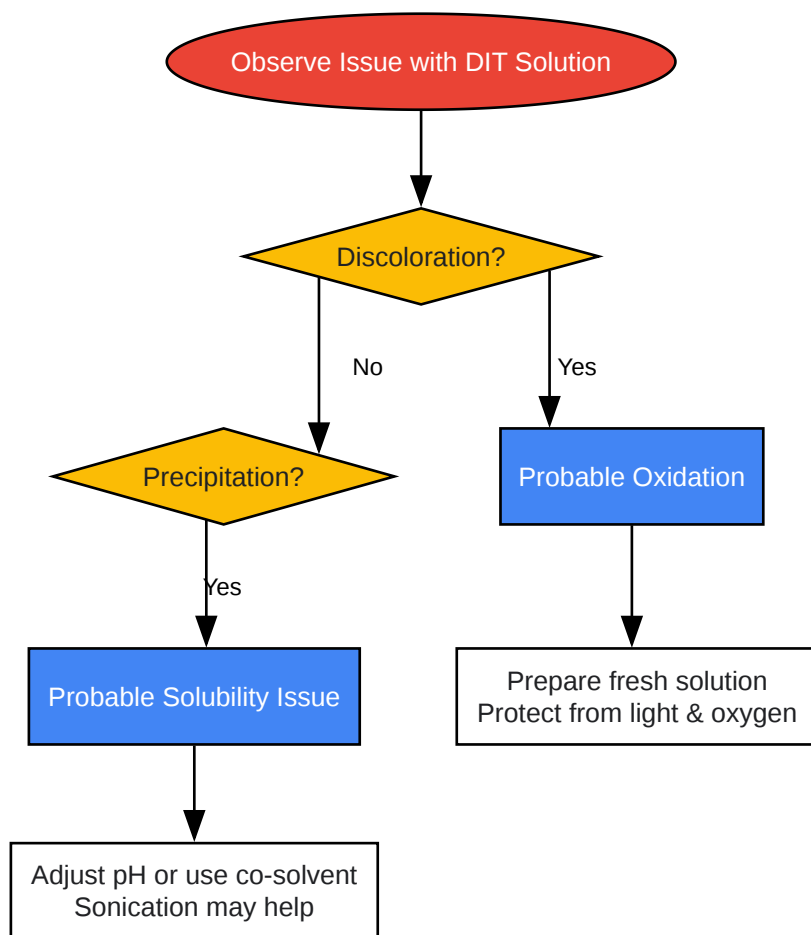 Observe Issue with DIT Solution
Discoloration?
No
Yes
Precipitation?
Probable Oxidation
Yes
Probable Solubility Issue
Prepare fresh solution
Protect from light & oxygen
Adjust pH or use co-solvent
Sonication may help